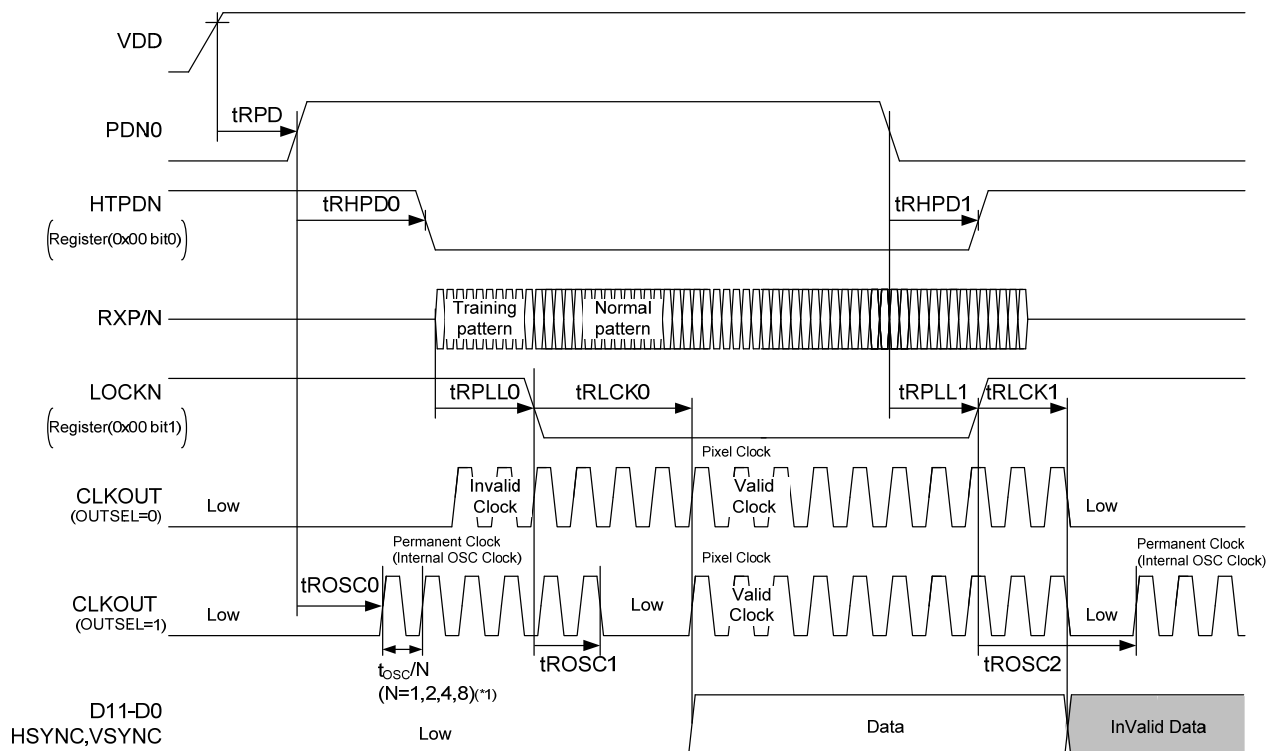 VDD
tRPD
PDN0
HTPDN
(Register(0x00 bit0))
tRHPD0
tRHPD1
RXP/N
Training pattern
Normal pattern
LOCKN
(Register(0x00 bit1))
tRPLL0
tRLCK0
tRPLL1
tRLCK1
CLKOUT
(OUTSEL=0)
Low
Invalid Clock
Pixel Clock
Valid Clock
Low
CLKOUT
(OUTSEL=1)
Low
tROSC0
Permanent Clock
(Internal OSC Clock)
Low
Pixel Clock
Valid Clock
Low
Permanent Clock
(Internal OSC Clock)
tOSC/N
(N=1,2,4,8)(*1)
tROSC1
tROSC2
D11-D0
HSYNC,VSYNC
Low
Data
InValid Data